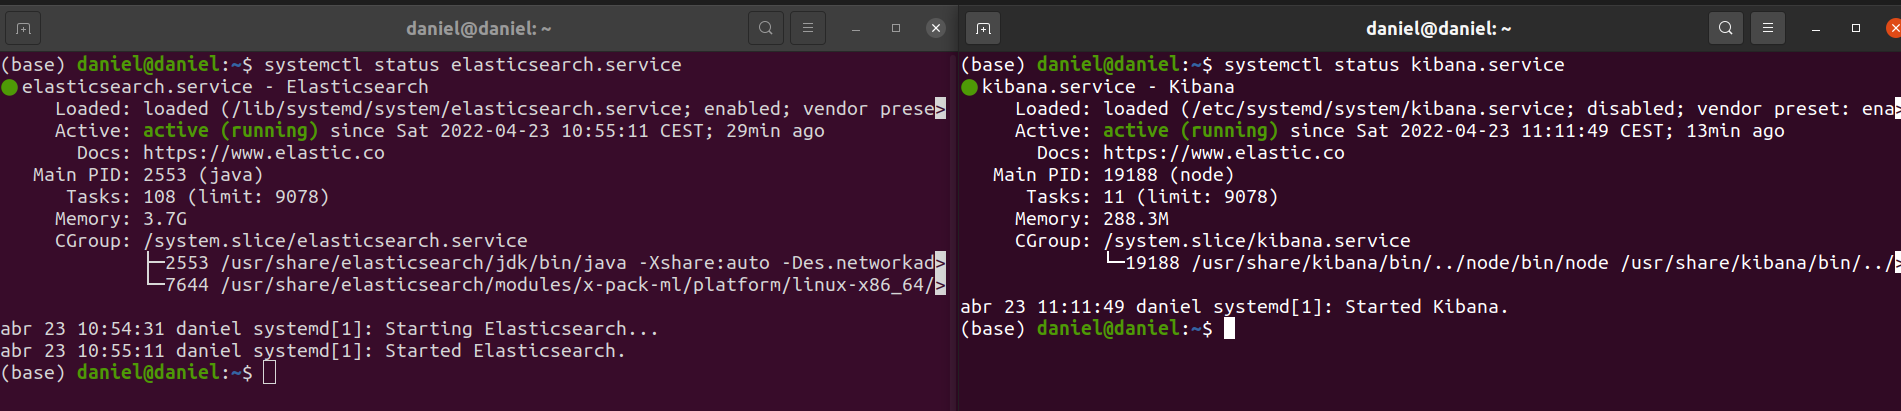 daniel@daniel: ~
(base) daniel@daniel:~$ systemctl status elasticsearch.service
elasticsearch.service - Elasticsearch
Loaded: loaded (/lib/systemd/system/elasticsearch.service; enabled; vendor prese>
Active: active (running) since Sat 2022-04-23 10:55:11 CEST; 29min ago
Docs: https://www.elastic.co
Main PID: 2553 (java)
Tasks: 108 (limit: 9078)
Memory: 3.7G
CGroup: /system.slice/elasticsearch.service
├─2553 /usr/share/elasticsearch/jdk/bin/java -Xshare:auto -Des.networkad>
└─7644 /usr/share/elasticsearch/modules/x-pack-ml/platform/linux-x86_64/>
abr 23 10:54:31 daniel systemd[1]: Starting Elasticsearch...
abr 23 10:55:11 daniel systemd[1]: Started Elasticsearch.
(base) daniel@daniel:~$
daniel@daniel: ~
(base) daniel@daniel:~$ systemctl status kibana.service
kibana.service - Kibana
Loaded: loaded (/etc/systemd/system/kibana.service; disabled; vendor preset: ena>
Active: active (running) since Sat 2022-04-23 11:11:49 CEST; 13min ago
Docs: https://www.elastic.co
Main PID: 19188 (node)
Tasks: 11 (limit: 9078)
Memory: 288.3M
CGroup: /system.slice/kibana.service
└─19188 /usr/share/kibana/bin/../node/bin/node /usr/share/kibana/bin/../>
abr 23 11:11:49 daniel systemd[1]: Started Kibana.
(base) daniel@daniel:~$